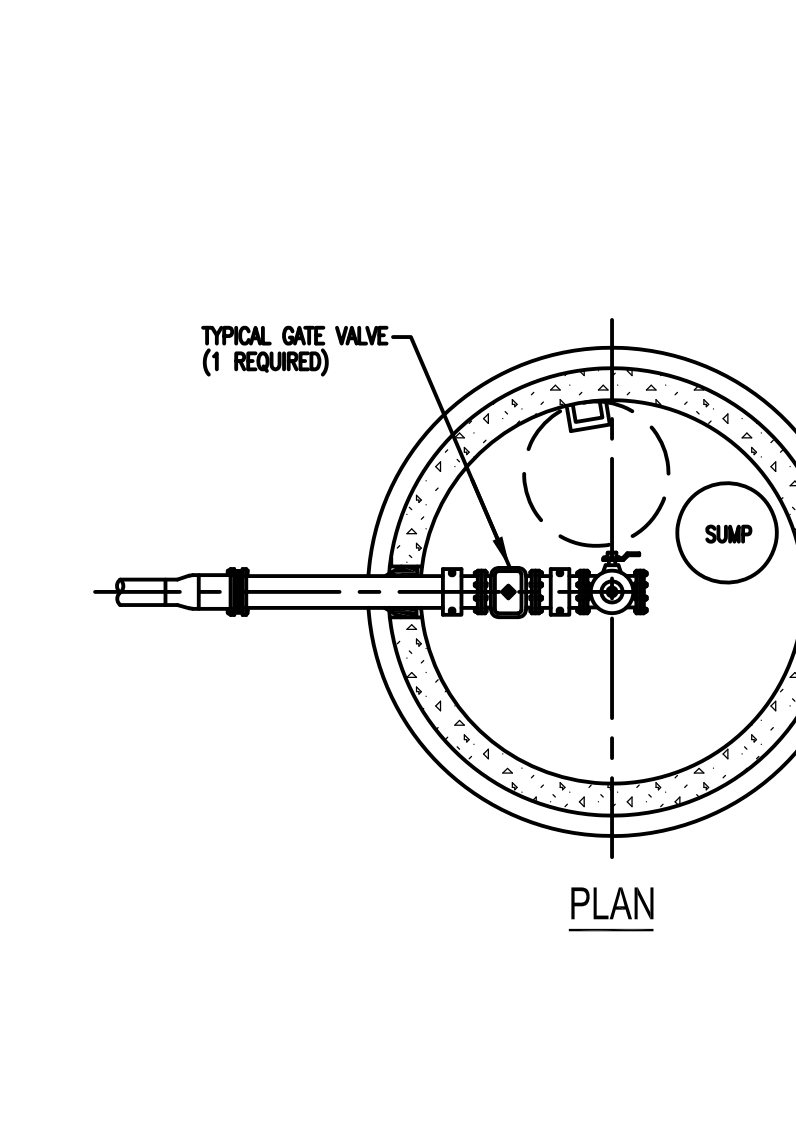 TYPICAL GATE VALVE
(1 REQUIRED)
SUMP
PLAN